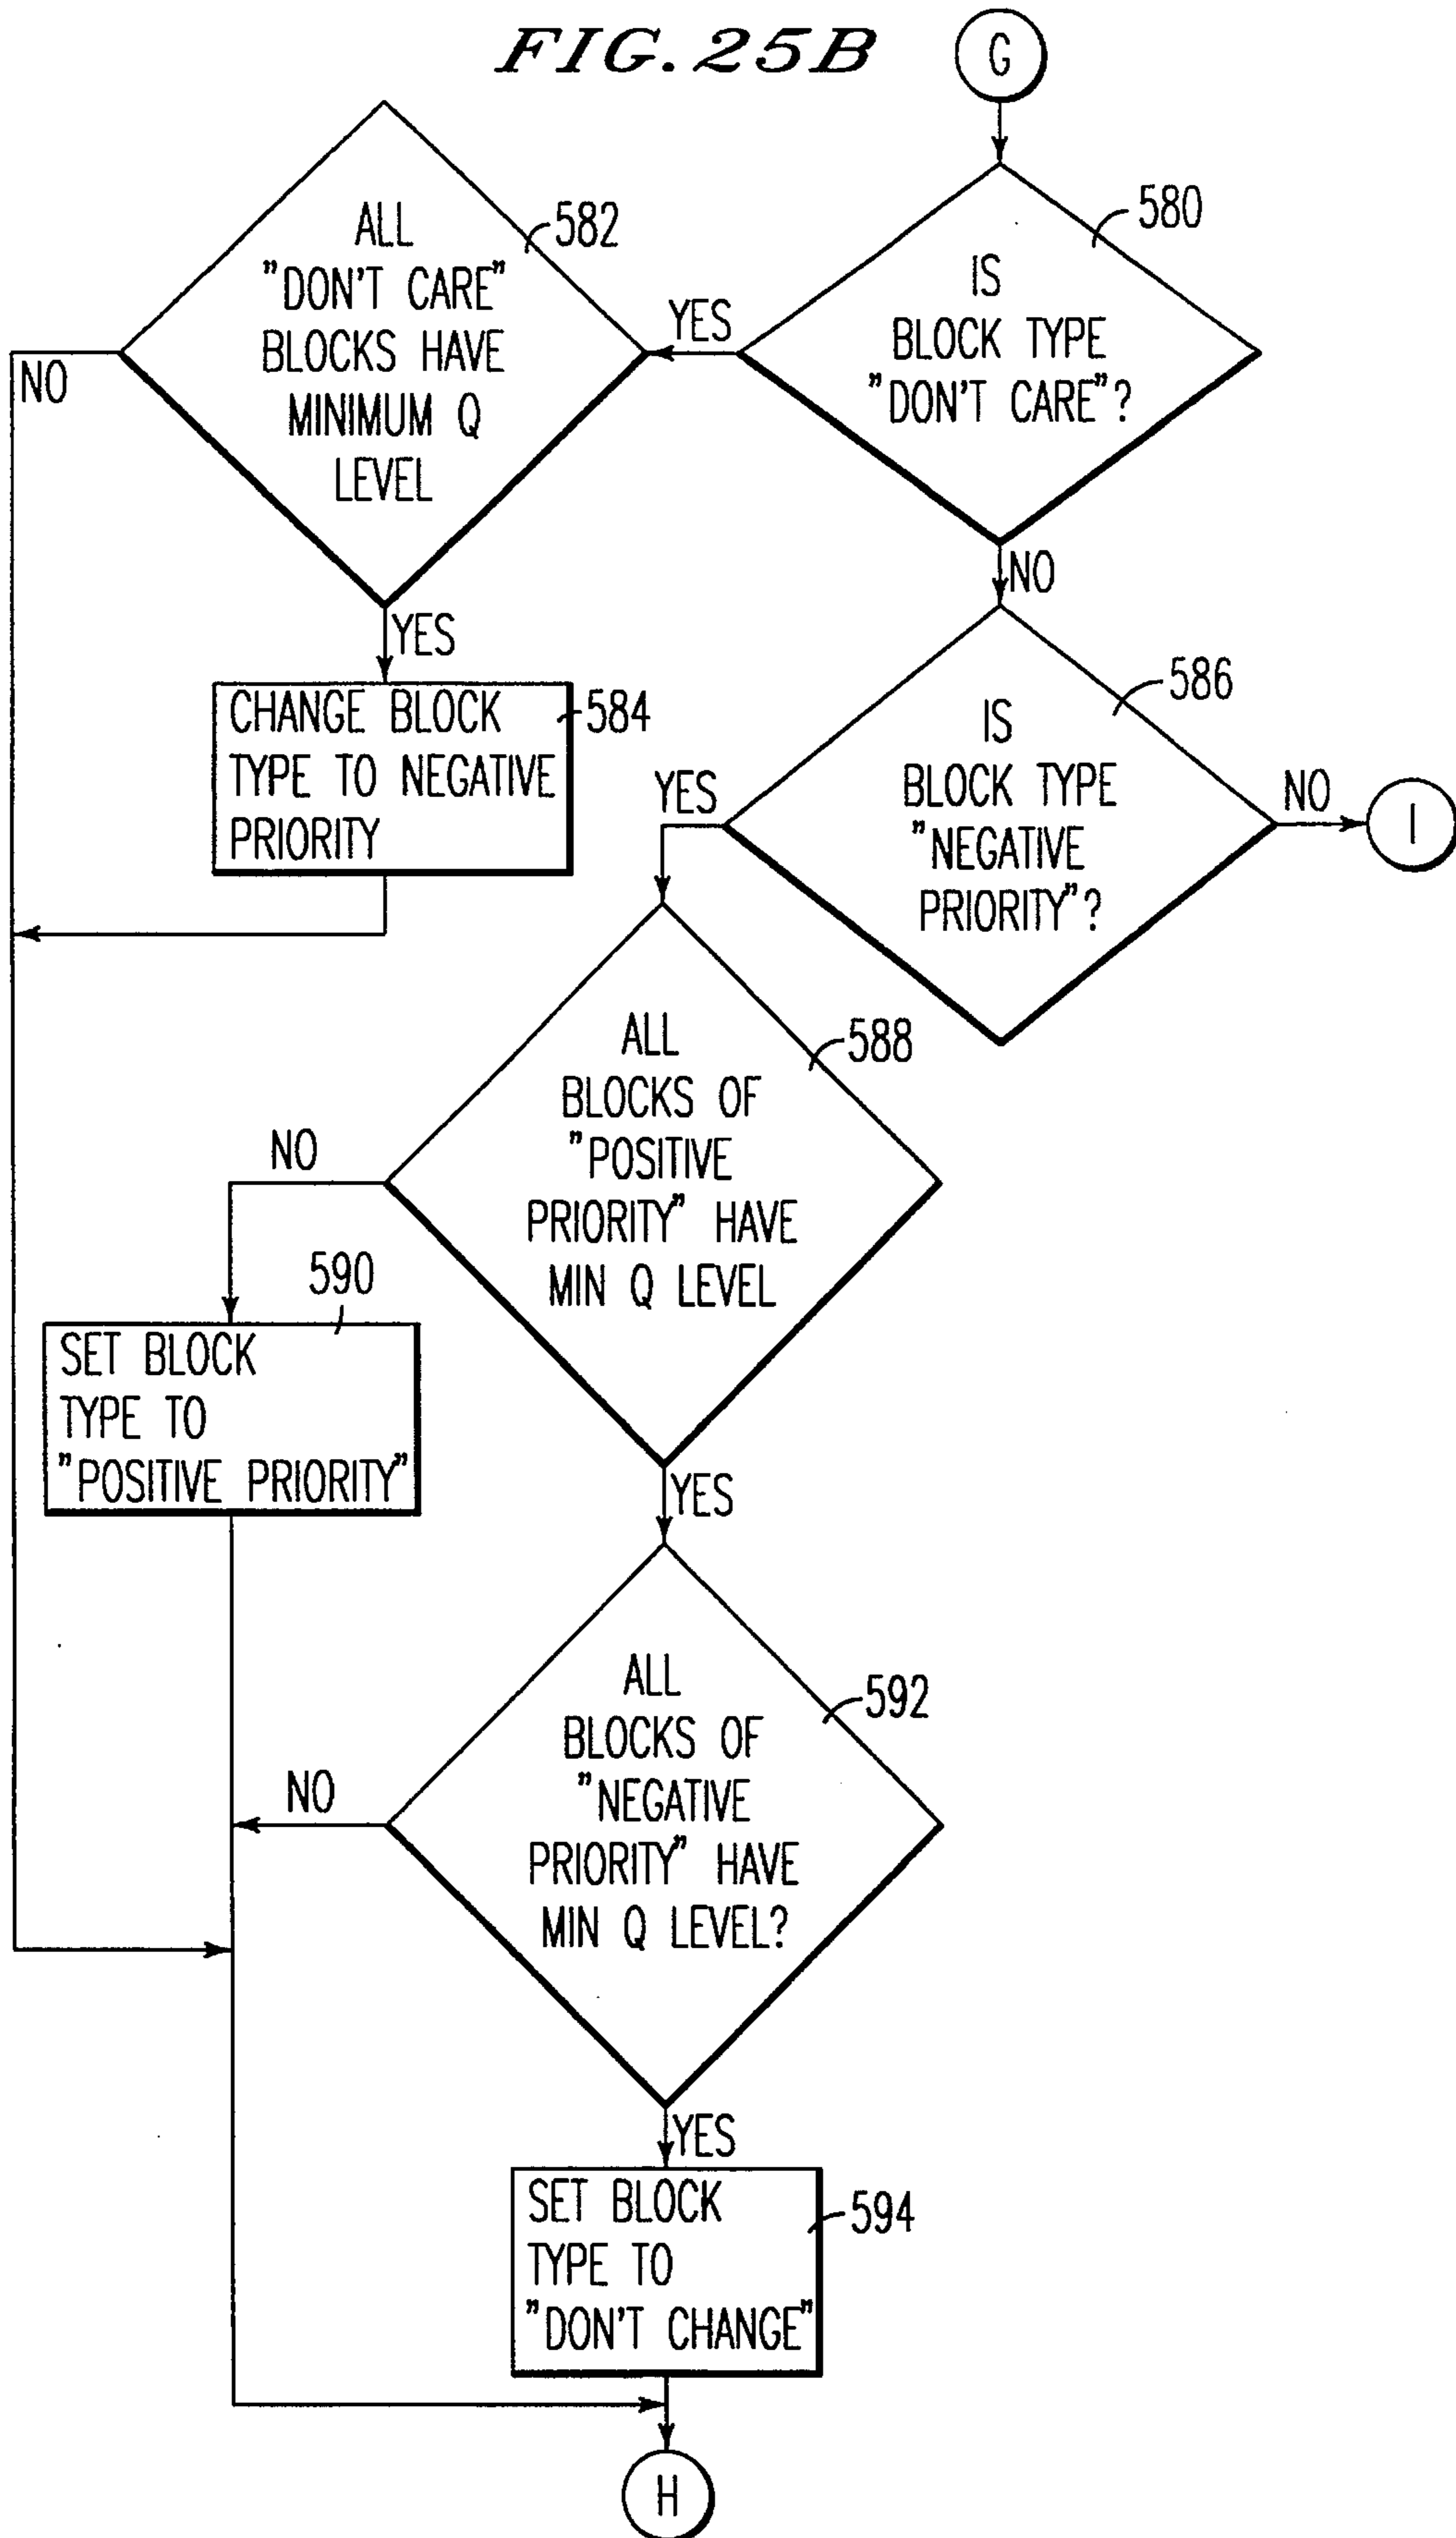 FIG. 25B
G
580
IS
BLOCK TYPE
"DON'T CARE"?
YES
NO
582
ALL
"DON'T CARE"
BLOCKS HAVE
MINIMUM Q
LEVEL
NO
YES
584
CHANGE BLOCK
TYPE TO NEGATIVE
PRIORITY
586
IS
BLOCK TYPE
"NEGATIVE
PRIORITY"?
YES
NO
I
588
ALL
BLOCKS OF
"POSITIVE
PRIORITY" HAVE
MIN Q LEVEL
NO
YES
590
SET BLOCK
TYPE TO
"POSITIVE PRIORITY"
592
ALL
BLOCKS OF
"NEGATIVE
PRIORITY" HAVE
MIN Q LEVEL?
NO
YES
594
SET BLOCK
TYPE TO
"DON'T CHANGE"
H